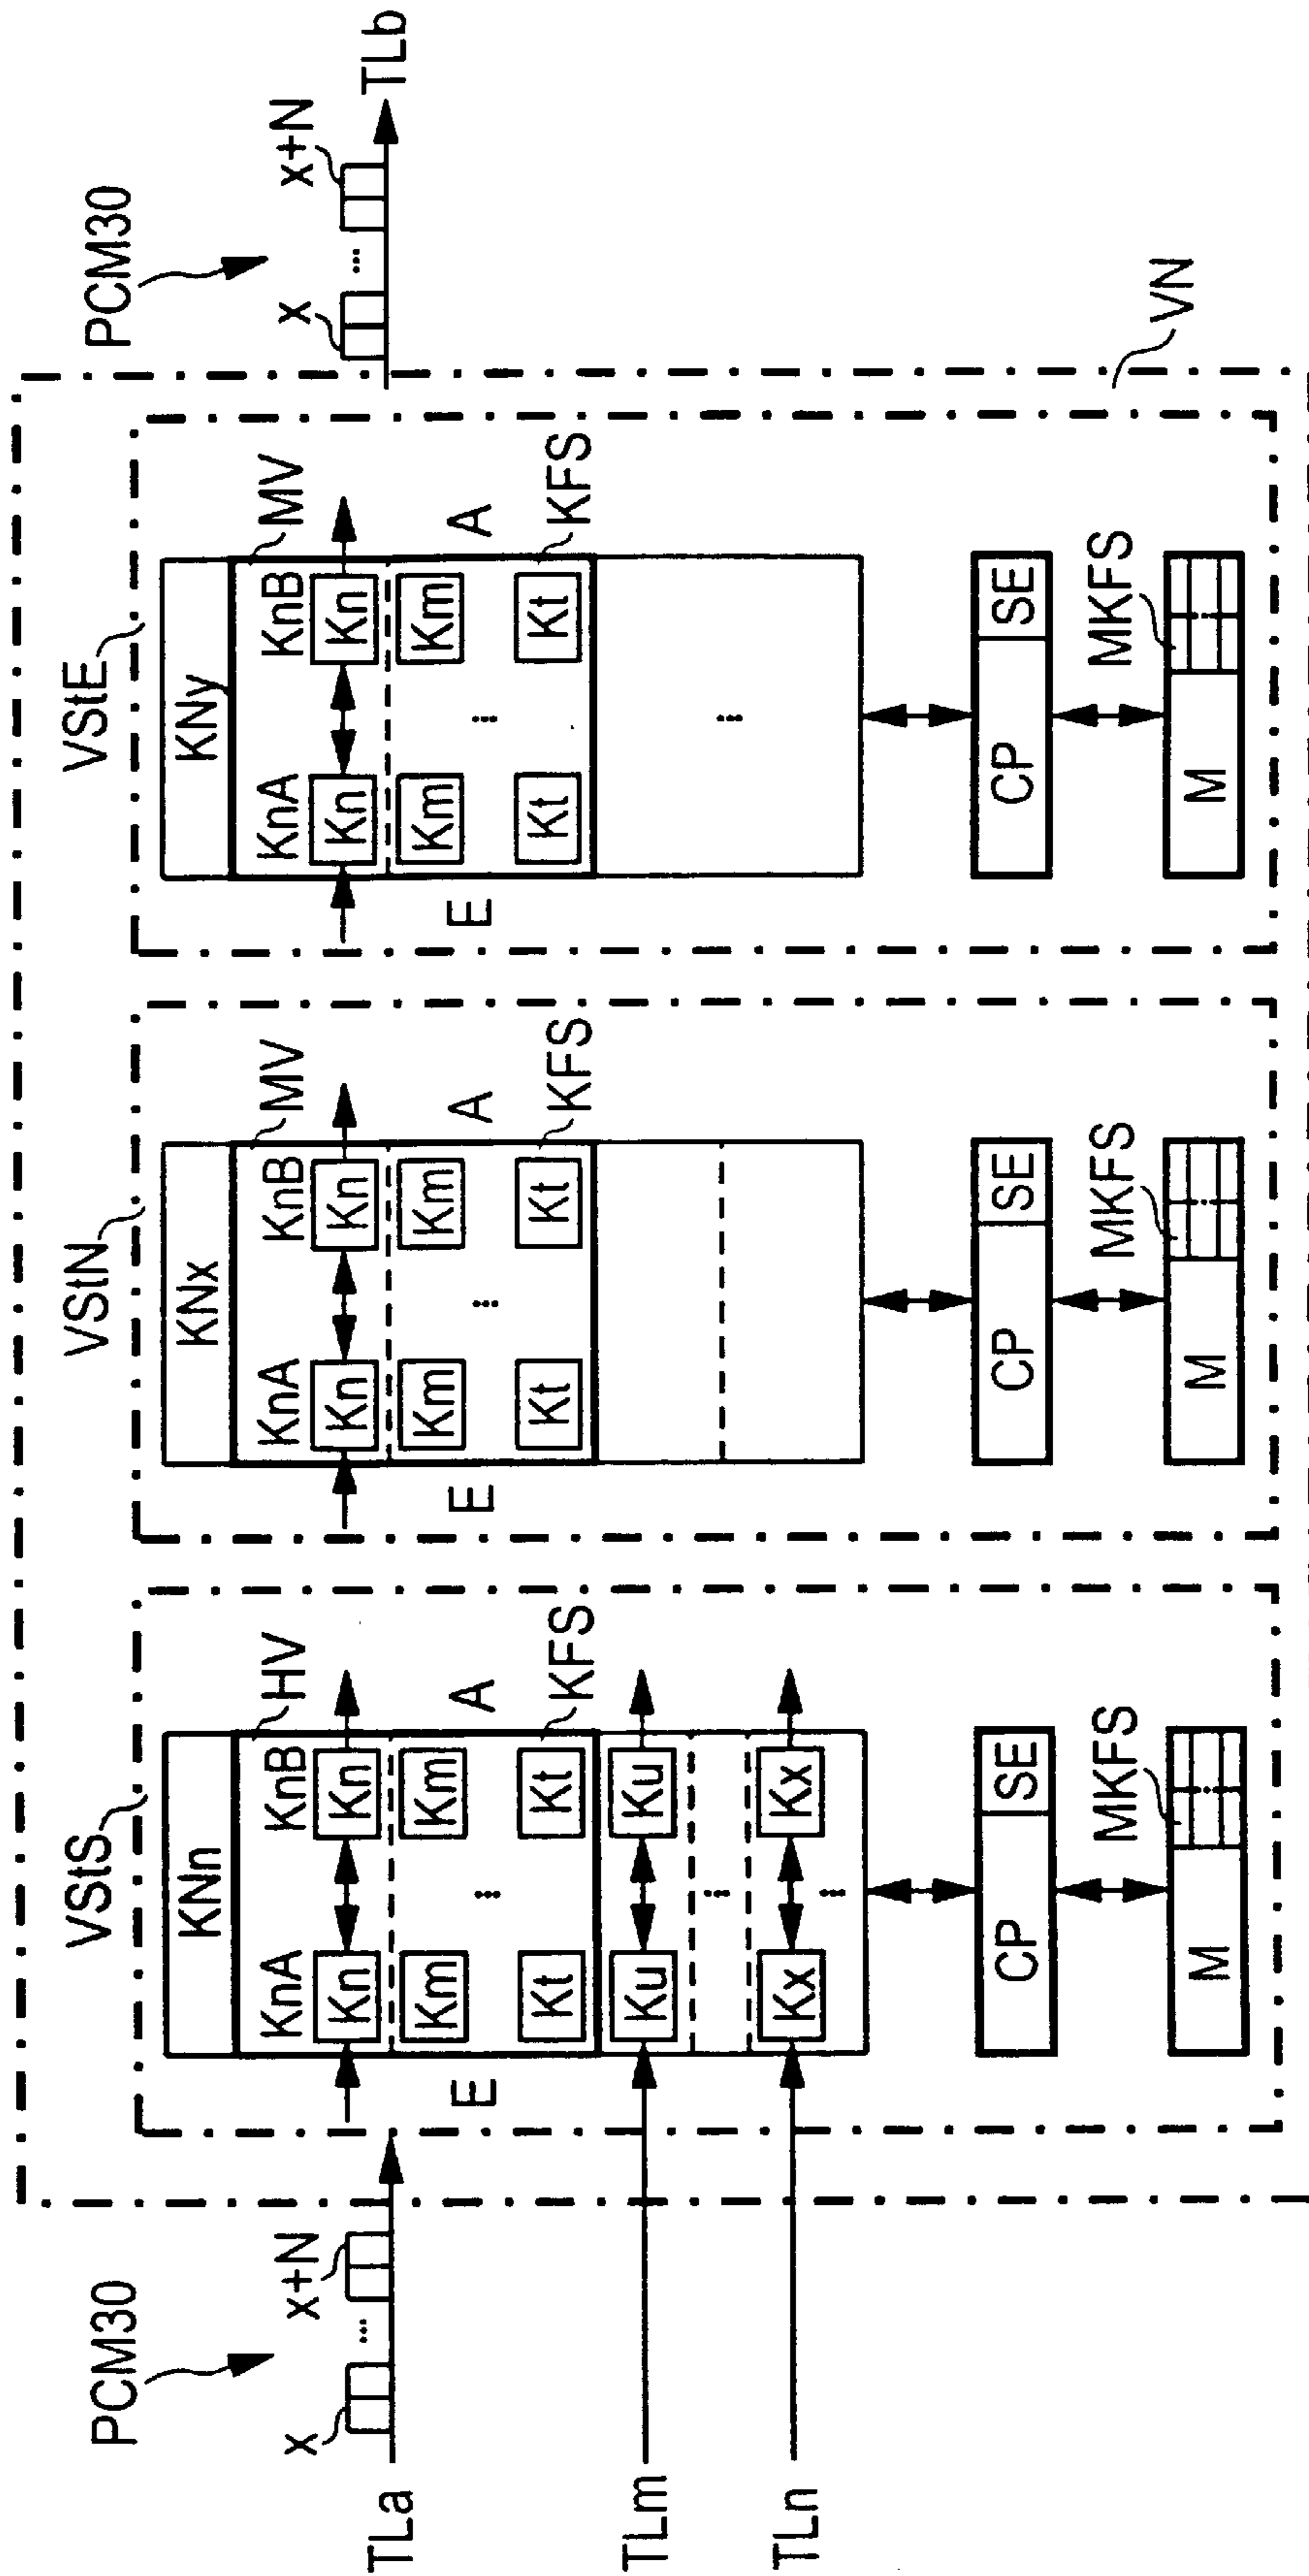 PCM30
x
...
x+N
TLa
TLm
TLn
VStS
KNn
HV
KnA
KnB
Kn
Kn
E
A
Km
Km
...
KFS
Kt
Kt
Ku
Ku
...
...
Kx
Kx
...
...
CP
SE
MKFS
M
VStN
KNx
MV
KnA
KnB
Kn
Kn
E
A
Km
Km
...
KFS
Kt
Kt
CP
SE
MKFS
M
VStE
KNy
MV
KnA
KnB
Kn
Kn
E
A
Km
Km
...
KFS
Kt
Kt
...
CP
SE
MKFS
M
VN
PCM30
x
...
x+N
TLb